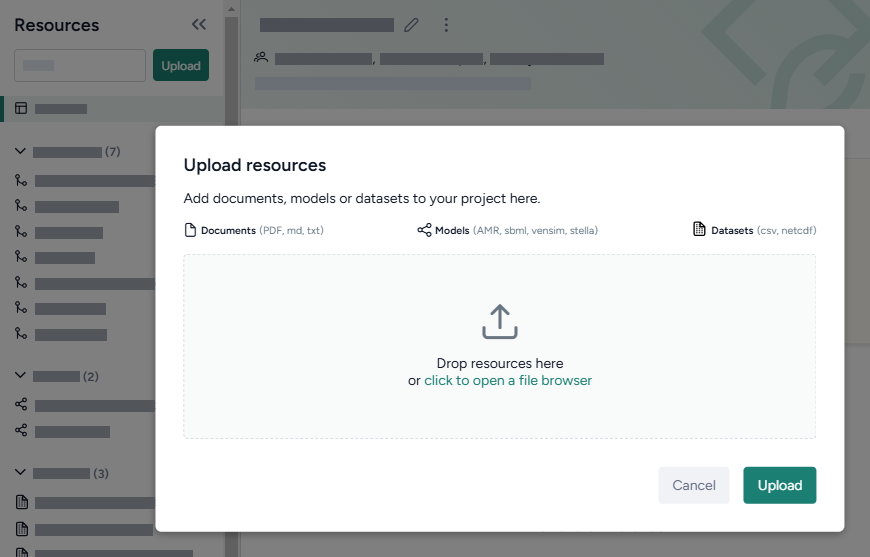 Resources
Upload
(7)
(2)
(3)
Upload resources
Add documents, models or datasets to your project here.
Documents (PDF, md, txt)
Models (AMR, sbml, vensim, stella)
Datasets (csv, netcdf)
Drop resources here
or click to open a file browser
Cancel
Upload